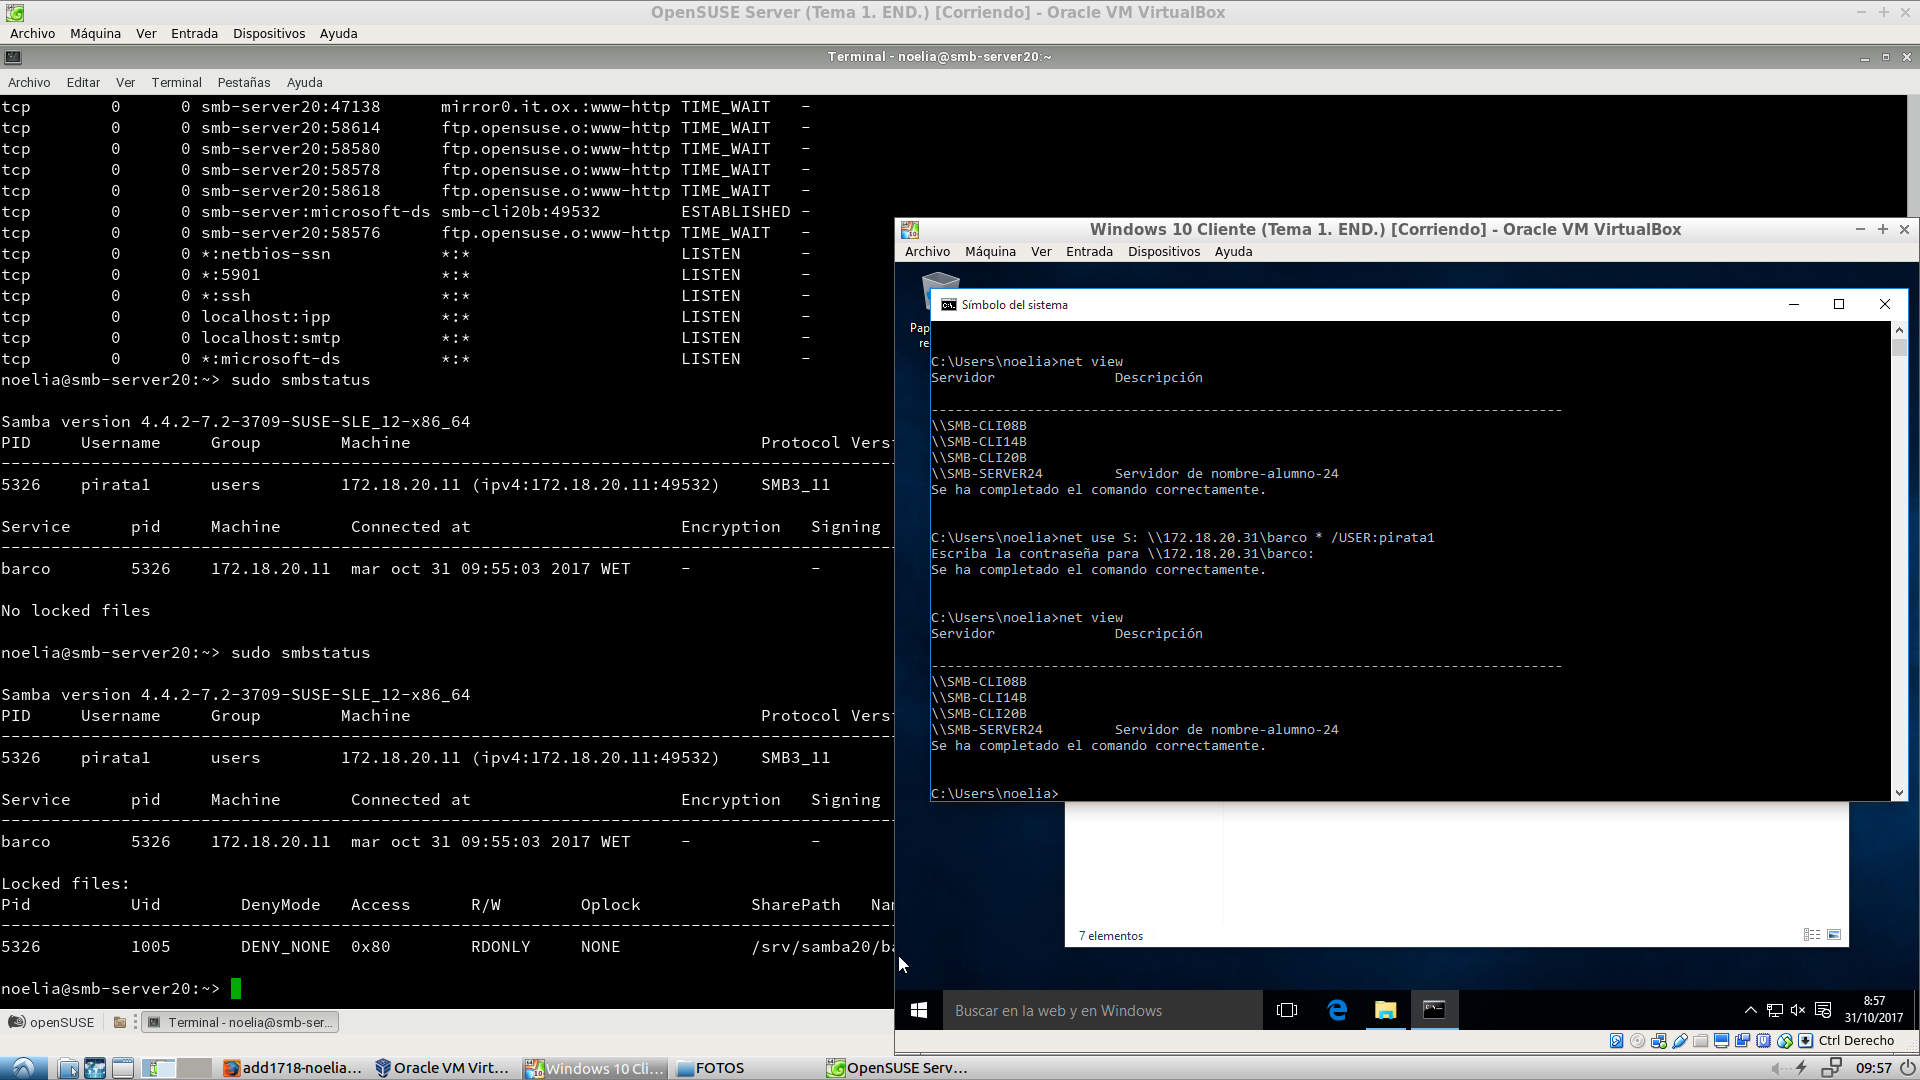 OpenSUSE Server (Tema 1. END.) [Corriendo] - Oracle VM VirtualBox
Archivo Máquina Ver Entrada Dispositivos Ayuda
Terminal - noelia@smb-server20:~
Archivo Editar Ver Terminal Pestañas Ayuda
tcp 0 0 smb-server20:47138 mirror0.it.ox.:www-http TIME_WAIT -
tcp 0 0 smb-server20:58614 ftp.opensuse.o:www-http TIME_WAIT -
tcp 0 0 smb-server20:58580 ftp.opensuse.o:www-http TIME_WAIT -
tcp 0 0 smb-server20:58578 ftp.opensuse.o:www-http TIME_WAIT -
tcp 0 0 smb-server20:58618 ftp.opensuse.o:www-http TIME_WAIT -
tcp 0 0 smb-server:microsoft-ds smb-cli20b:49532 ESTABLISHED -
tcp 0 0 smb-server20:58576 ftp.opensuse.o:www-http TIME_WAIT -
tcp 0 0 *:netbios-ssn *:* LISTEN -
tcp 0 0 *:5901 *:* LISTEN -
tcp 0 0 *:ssh *:* LISTEN -
tcp 0 0 localhost:ipp *:* LISTEN -
tcp 0 0 localhost:smtp *:* LISTEN -
tcp 0 0 *:microsoft-ds *:* LISTEN -
noelia@smb-server20:~> sudo smbstatus
Samba version 4.4.2-7.2-3709-SUSE-SLE_12-x86_64
PID Username Group Machine Protocol Vers
--------------------------------------------------------------------------------
5326 pirata1 users 172.18.20.11 (ipv4:172.18.20.11:49532) SMB3_11
Service pid Machine Connected at Encryption Signing
--------------------------------------------------------------------------------
barco 5326 172.18.20.11 mar oct 31 09:55:03 2017 WET - -
No locked files
noelia@smb-server20:~> sudo smbstatus
Samba version 4.4.2-7.2-3709-SUSE-SLE_12-x86_64
PID Username Group Machine Protocol Vers
--------------------------------------------------------------------------------
5326 pirata1 users 172.18.20.11 (ipv4:172.18.20.11:49532) SMB3_11
Service pid Machine Connected at Encryption Signing
--------------------------------------------------------------------------------
barco 5326 172.18.20.11 mar oct 31 09:55:03 2017 WET - -
Locked files:
Pid Uid DenyMode Access R/W Oplock SharePath Na
--------------------------------------------------------------------------------
5326 1005 DENY_NONE 0x80 RDONLY NONE /srv/samba20/ba
noelia@smb-server20:~>
openSUSE Terminal - noelia@smb-ser...
Windows 10 Cliente (Tema 1. END.) [Corriendo] - Oracle VM VirtualBox
Archivo Máquina Ver Entrada Dispositivos Ayuda
Pap
re
Símbolo del sistema
C:\Users\noelia>net view
Servidor Descripción
-------------------------------------------------------------------------------
\\SMB-CLI08B
\\SMB-CLI14B
\\SMB-CLI20B
\\SMB-SERVER24 Servidor de nombre-alumno-24
Se ha completado el comando correctamente.
C:\Users\noelia>net use S: \\172.18.20.31\barco * /USER:pirata1
Escriba la contraseña para \\172.18.20.31\barco:
Se ha completado el comando correctamente.
C:\Users\noelia>net view
Servidor Descripción
-------------------------------------------------------------------------------
\\SMB-CLI08B
\\SMB-CLI14B
\\SMB-CLI20B
\\SMB-SERVER24 Servidor de nombre-alumno-24
Se ha completado el comando correctamente.
C:\Users\noelia>
7 elementos
Buscar en la web y en Windows
8:57
31/10/2017
Ctrl Derecho
add1718-noelia... Oracle VM Virt... Windows 10 Cli... FOTOS OpenSUSE Serv... 09:57